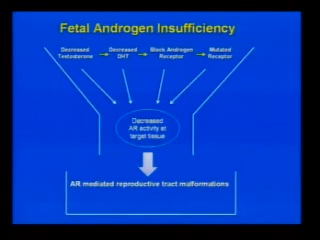 Fetal Androgen Insufficiency
Decreased Decreased Block Androgen Mutated
Testosterone DHT Receptor Receptor
Decreased
AR activity at
target tissue
AR mediated reproductive tract malformations